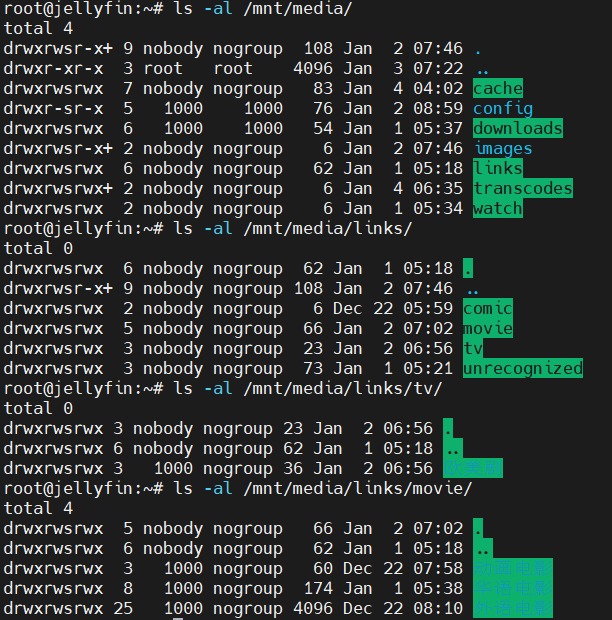 root@jellyfin:~# ls -al /mnt/media/
total 4
drwxrwsr-x+ 9 nobody nogroup  108 Jan  2 07:46 .
drwxr-xr-x  3 root   root    4096 Jan  3 07:22 ..
drwxrwsrwx  7 nobody nogroup   83 Jan  4 04:02 cache
drwxr-sr-x  5   1000    1000   76 Jan  2 08:59 config
drwxrwsrwx  6   1000    1000   54 Jan  1 05:37 downloads
drwxrwsr-x+ 2 nobody nogroup    6 Jan  2 07:46 images
drwxrwsrwx  6 nobody nogroup   62 Jan  1 05:18 links
drwxrwsrwx+ 2 nobody nogroup    6 Jan  4 06:35 transcodes
drwxrwsrwx  2 nobody nogroup    6 Jan  1 05:34 watch
root@jellyfin:~# ls -al /mnt/media/links/
total 0
drwxrwsrwx  6 nobody nogroup  62 Jan  1 05:18 .
drwxrwsr-x+ 9 nobody nogroup 108 Jan  2 07:46 ..
drwxrwsrwx  2 nobody nogroup   6 Dec 22 05:59 comic
drwxrwsrwx  5 nobody nogroup  66 Jan  2 07:02 movie
drwxrwsrwx  3 nobody nogroup  23 Jan  2 06:56 tv
drwxrwsrwx  3 nobody nogroup  73 Jan  1 05:21 unrecognized
root@jellyfin:~# ls -al /mnt/media/links/tv/
total 0
drwxrwsrwx 3 nobody nogroup 23 Jan  2 06:56 .
drwxrwsrwx 6 nobody nogroup 62 Jan  1 05:18 ..
drwxrwsrwx 3   1000 nogroup 36 Jan  2 06:56
root@jellyfin:~# ls -al /mnt/media/links/movie/
total 4
drwxrwsrwx  5 nobody nogroup   66 Jan  2 07:02 .
drwxrwsrwx  6 nobody nogroup   62 Jan  1 05:18 ..
drwxrwsrwx  3   1000 nogroup   60 Dec 22 07:58
drwxrwsrwx  8   1000 nogroup  174 Jan  1 05:38
drwxrwsrwx 25   1000 nogroup 4096 Dec 22 08:10